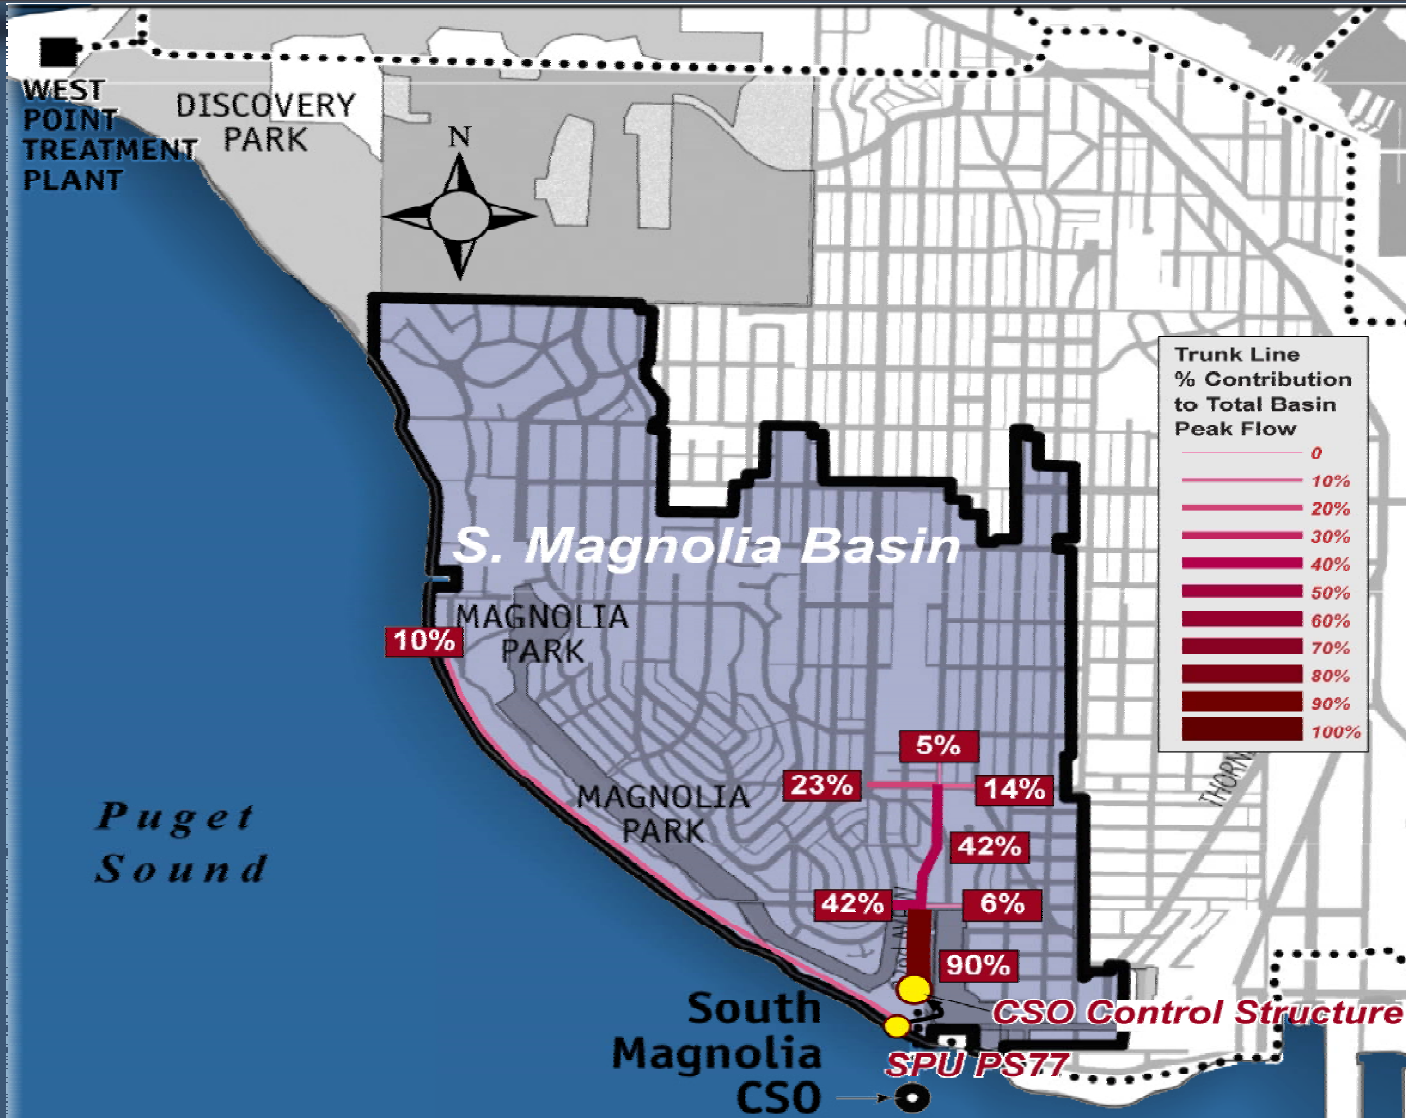 WEST
POINT
TREATMENT
PLANT
DISCOVERY
PARK
N
Trunk Line
% Contribution
to Total Basin
Peak Flow
0
10%
20%
30%
40%
50%
60%
70%
80%
90%
100%
S. Magnolia Basin
MAGNOLIA
PARK
10%
5%
23%
14%
MAGNOLIA
PARK
42%
42%
6%
90%
Puget
Sound
CSO Control Structure
SPU PS77
South
Magnolia
CSO